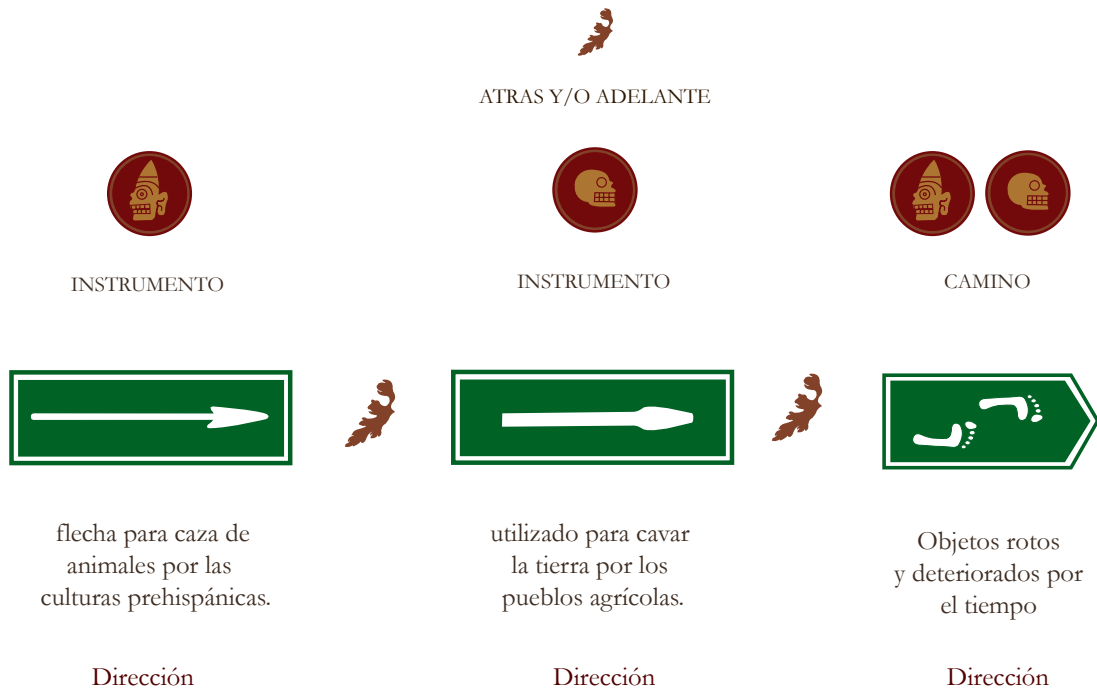 ATRAS Y/O ADELANTE
INSTRUMENTO
INSTRUMENTO
CAMINO
flecha para caza de
animales por las
culturas prehispánicas.
utilizado para cavar
la tierra por los
pueblos agrícolas.
Objetos rotos
y deteriorados por
el tiempo
Dirección
Dirección
Dirección